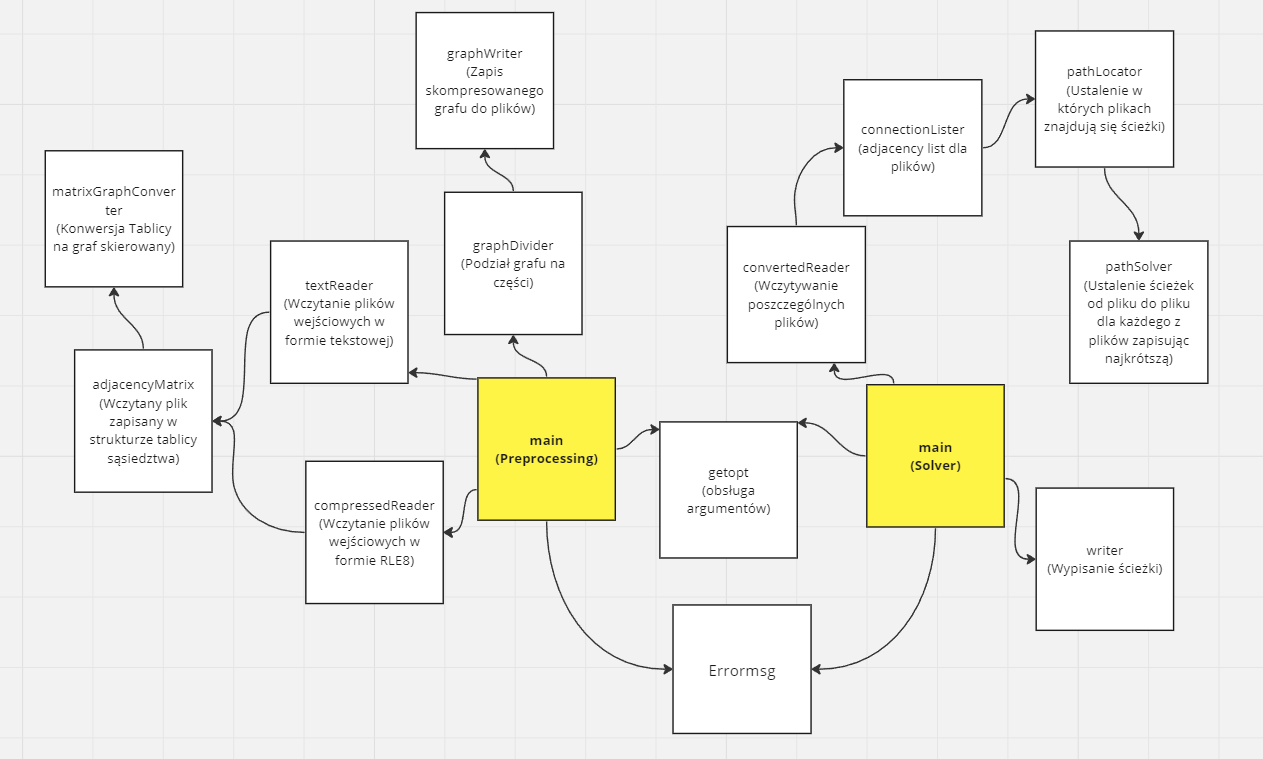 graphWriter
(Zapis
skompresowanego
grafu do plików)
pathLocator
(Ustalenie w
których plikach
znajdują się ścieżki)
connectionLister
(adjacency list dla
plików)
matrixGraphConver
ter
(Konwersja Tablicy
na graf skierowany)
graphDivider
(Podział grafu na
części)
textReader
(Wczytanie plików
wejściowych w
formie tekstowej)
convertedReader
(Wczytywanie
poszczególnych
plików)
pathSolver
(Ustalenie ścieżek
od pliku do pliku
dla każdego z
plików zapisując
najkrótszą)
adjacencyMatrix
(Wczytany plik
zapisany w
strukturze tablicy
sąsiedztwa)
main
(Preprocessing)
main
(Solver)
getopt
(obsługa
argumentów)
compressedReader
(Wczytanie plików
wejściowych w
formie RLE8)
writer
(Wypisanie ścieżki)
Errormsg